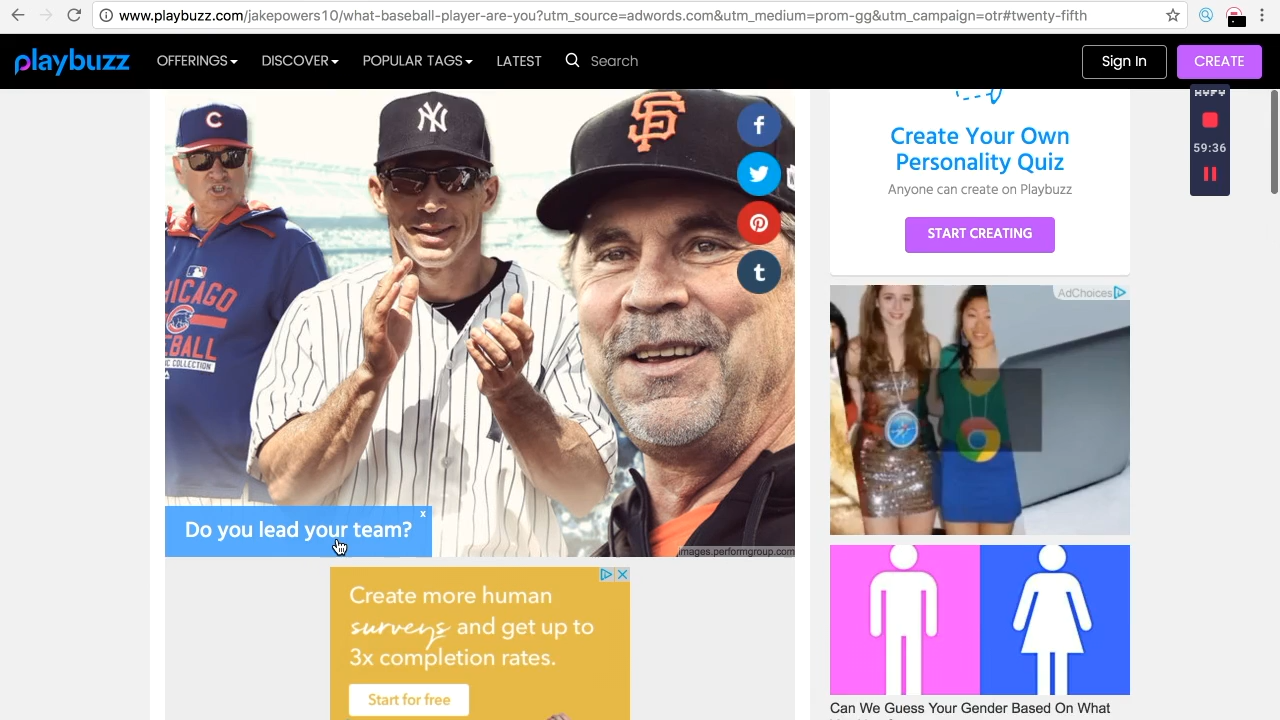 www.playbuzz.com/jakepowers10/what-baseball-player-are-you?utm_source=adwords.com&utm_medium=prom-gg&utm_campaign=otr#twenty-fifth
playbuzz
OFFERINGS
DISCOVER
POPULAR TAGS
LATEST
Search
Sign In
CREATE
59:36
C
NY
SF
CHICAGO
f
t
Create Your Own
Personality Quiz
Anyone can create on Playbuzz
START CREATING
AdChoices
Do you lead your team?
x
images.performgroup.com
Create more human
surveys and get up to
3x completion rates.
Start for free
Can We Guess Your Gender Based On What